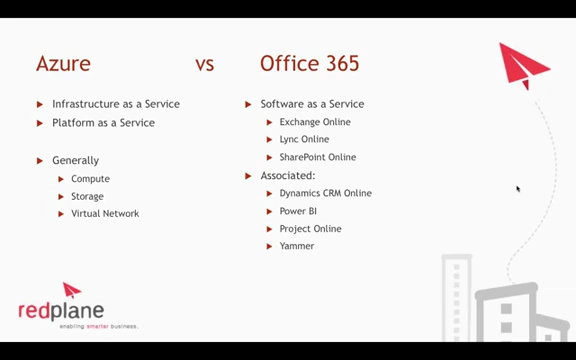 Azure vs Office 365
Infrastructure as a Service
Platform as a Service
Generally
Compute
Storage
Virtual Network
Software as a Service
Exchange Online
Lync Online
SharePoint Online
Associated:
Dynamics CRM Online
Power BI
Project Online
Yammer
redplane
enabling smarter business.